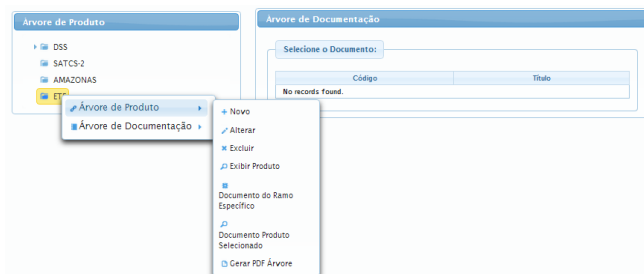 Árvore de Produto
DSS
SATCS-2
AMAZONAS
Árvore de Produto
Árvore de Documentação
+ Novo
Alterar
Excluir
Exibir Produto
Documento do Ramo
Específico
Documento Produto
Selecionado
Gerar PDF Árvore
Árvore de Documentação
Selecione o Documento:
Código Título
No records found.